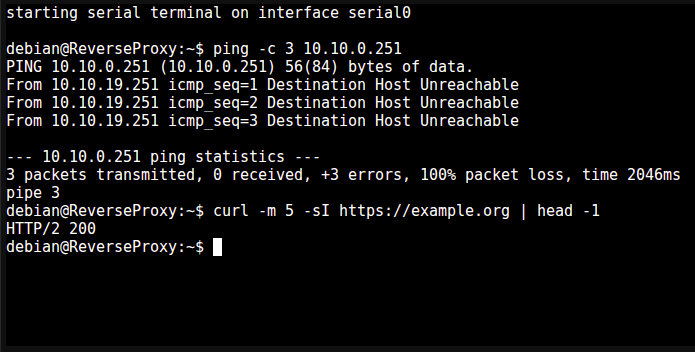 starting serial terminal on interface serial0
debian@ReverseProxy:~$ ping -c 3 10.10.0.251
PING 10.10.0.251 (10.10.0.251) 56(84) bytes of data.
From 10.10.19.251 icmp_seq=1 Destination Host Unreachable
From 10.10.19.251 icmp_seq=2 Destination Host Unreachable
From 10.10.19.251 icmp_seq=3 Destination Host Unreachable
--- 10.10.0.251 ping statistics ---
3 packets transmitted, 0 received, +3 errors, 100% packet loss, time 2046ms
pipe 3
debian@ReverseProxy:~$ curl -m 5 -sI https://example.org | head -1
HTTP/2 200
debian@ReverseProxy:~$